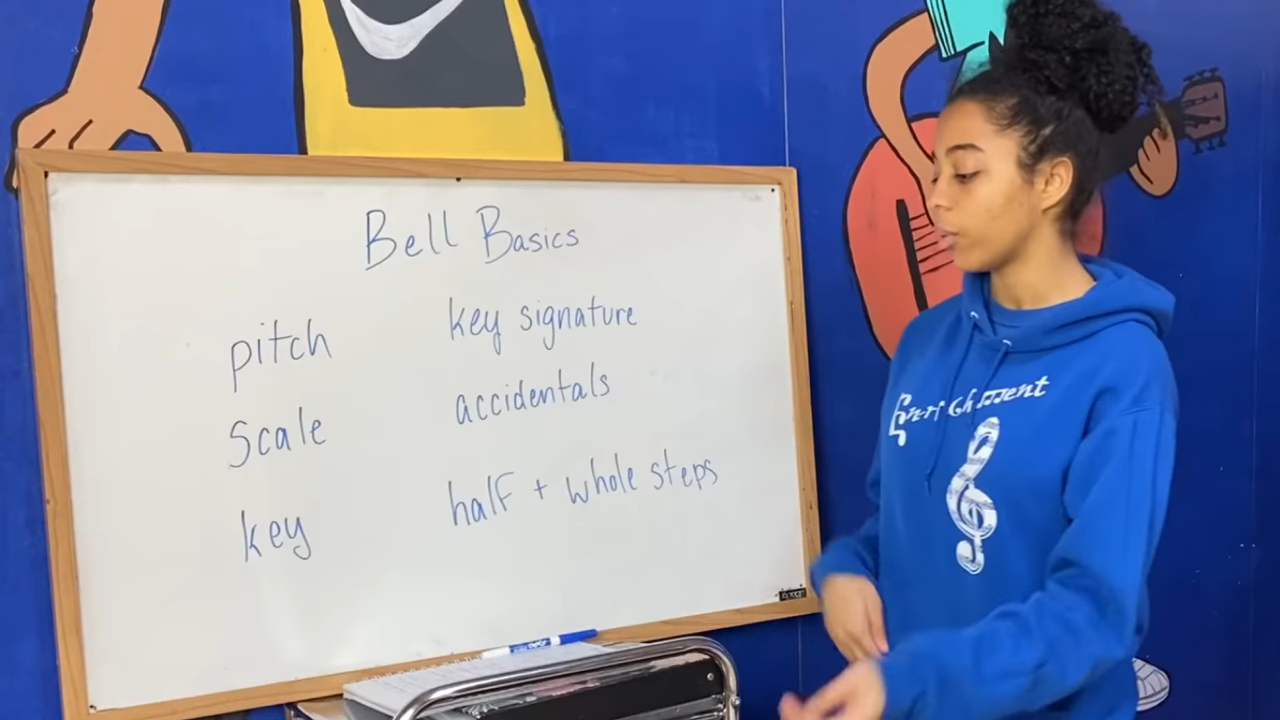 Bell Basics
pitch
Scale
key
key signature
accidentals
half + whole steps